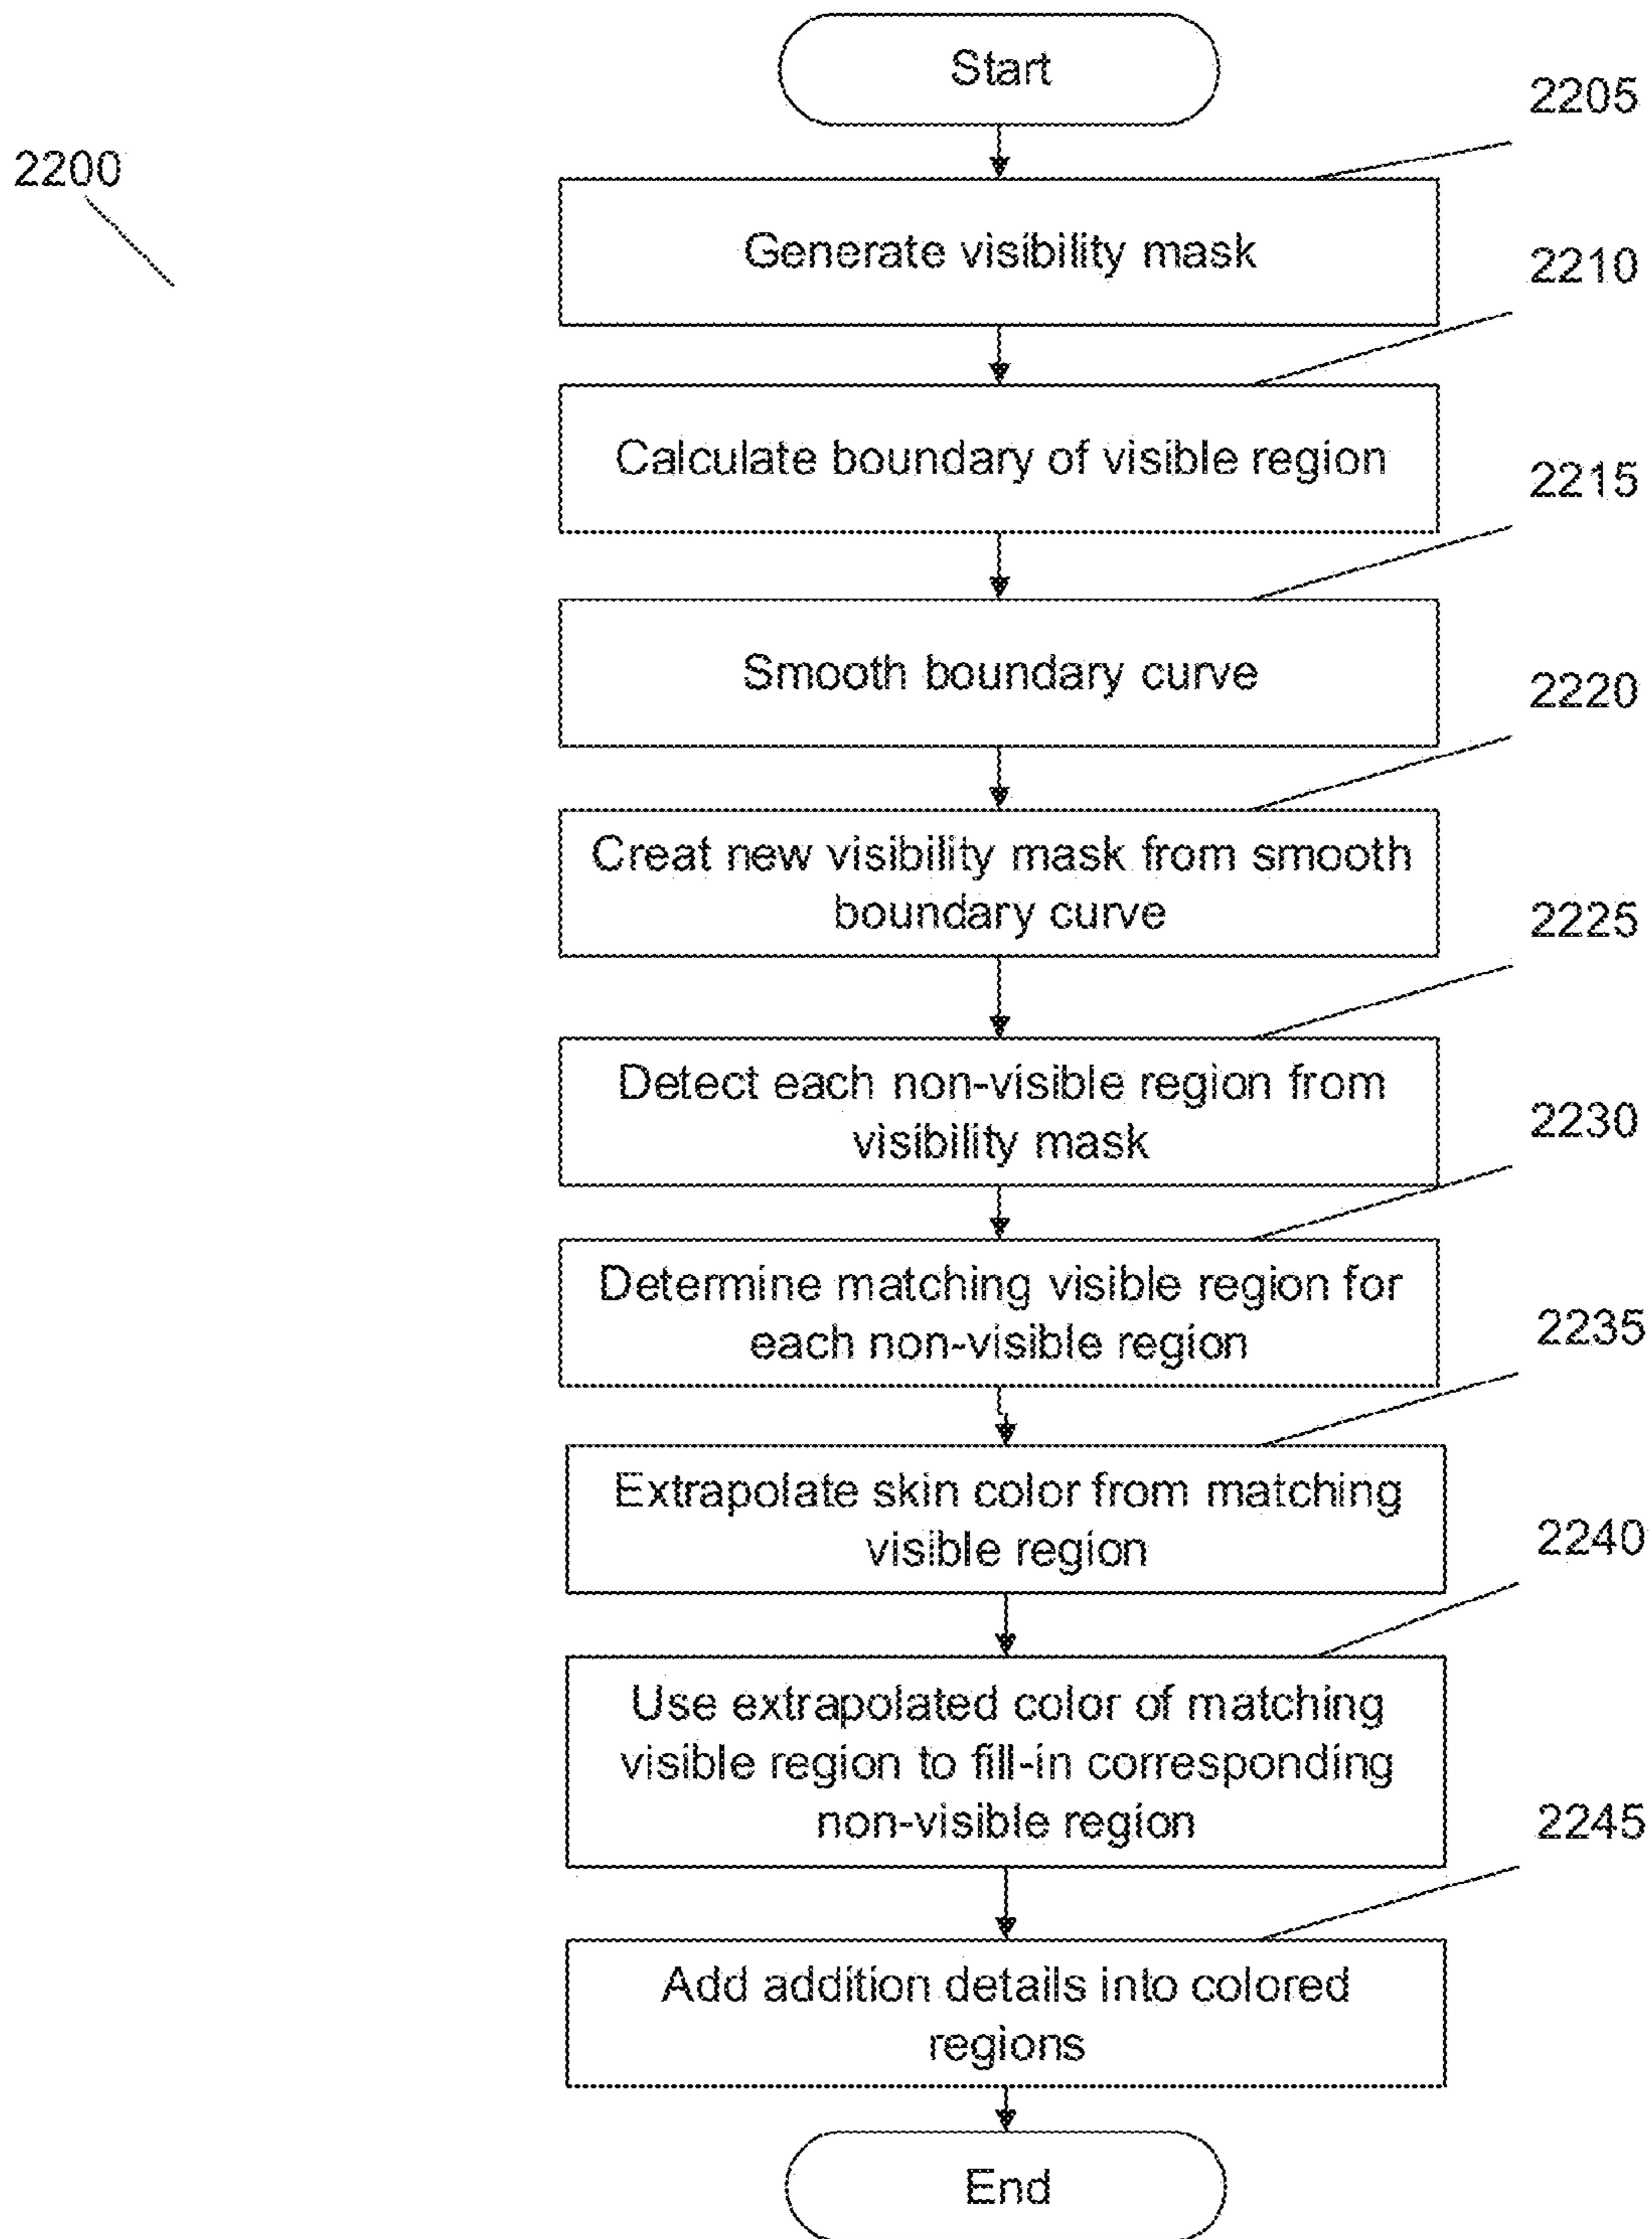 Start
2205
2200
Generate visibility mask
2210
Calculate boundary of visible region
2215
Smooth boundary curve
2220
Creat new visibility mask from smooth
boundary curve
2225
Detect each non-visible region from
visibility mask
2230
Determine matching visible region for
each non-visible region
2235
Extrapolate skin color from matching
visible region
2240
Use extrapolated color of matching
visible region to fill-in corresponding
non-visible region
2245
Add addition details into colored
regions
End